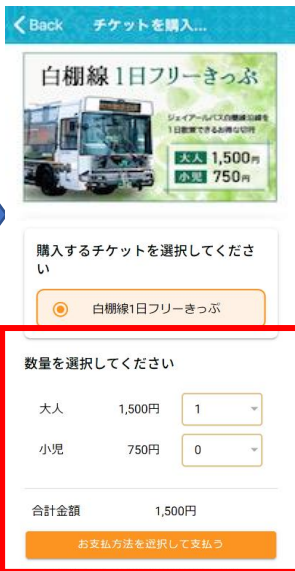 Back チケットを購入...
白棚線1日フリーきっぷ
ジェイアールバス白棚線沿線を
1日散策できるお得な切符
大人 1,500円
小児 750円
購入するチケットを選択してくださ
い
白棚線1日フリーきっぷ
数量を選択してください
大人 1,500円 1
小児 750円 0
合計金額 1,500円
お支払方法を選択して支払う